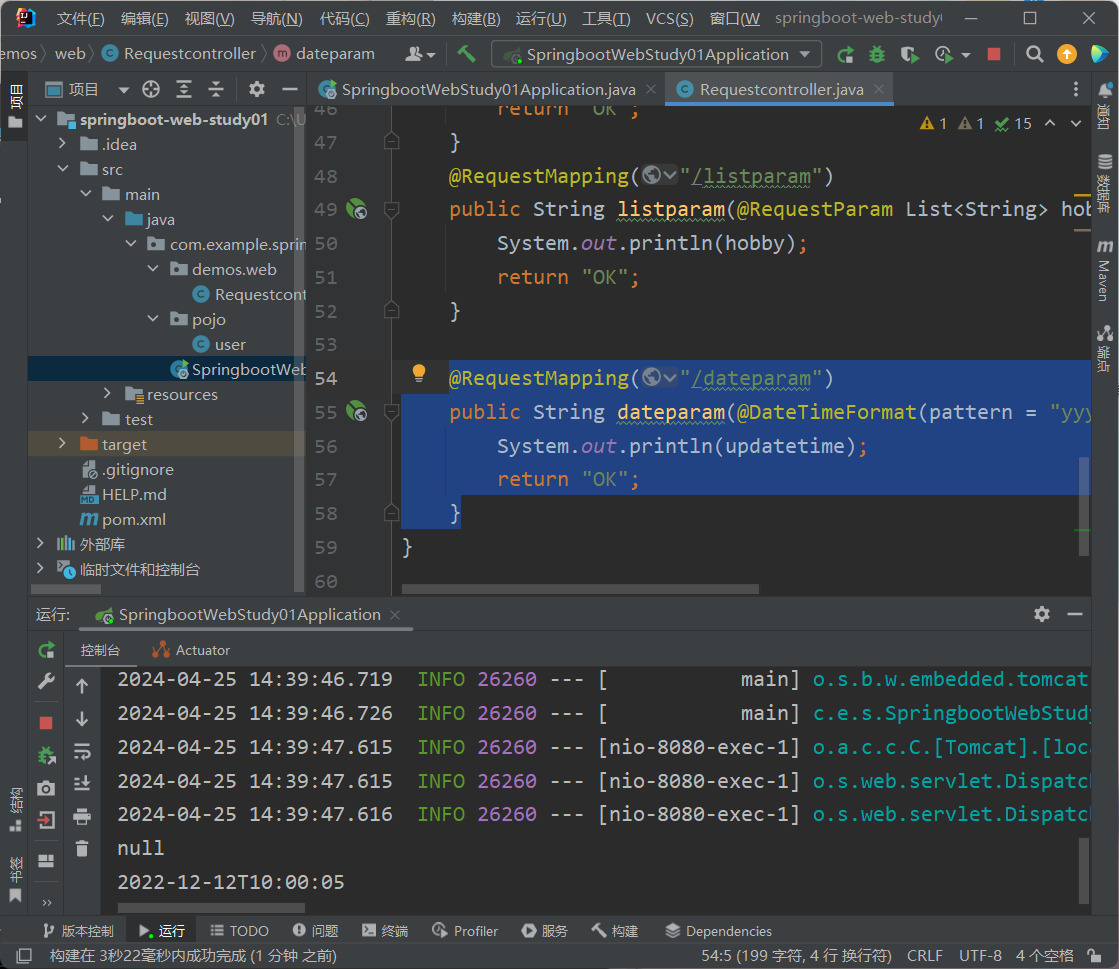 文件(F) 编辑(E) 视图(V) 导航(N) 代码(C) 重构(R) 构建(B) 运行(U) 工具(T) VCS(S) 窗口(W springboot-web-study
emos web Requestcontroller dateparam SpringbootWebStudy01Application
项目
SpringbootWebStudy01Application.java Requestcontroller.java
项目
通知
数据库
Maven
端点
springboot-web-study01 C:\U
.idea
src
main
java
com.example.sprin
demos.web
Requestcont
pojo
user
SpringbootWeb
resources
test
target
.gitignore
HELP.md
pom.xml
外部库
临时文件和控制台
1 1 15
46 return "OK";
47 }
48 @RequestMapping("/listparam")
49 public String listparam(@RequestParam List<String> hob
50 System.out.println(hobby);
51 return "OK";
52 }
53
54 @RequestMapping("/dateparam")
55 public String dateparam(@DateTimeFormat(pattern = "yyy
56 System.out.println(updatetime);
57 return "OK";
58 }
59 }
60
运行: SpringbootWebStudy01Application
控制台 Actuator
2024-04-25 14:39:46.719 INFO 26260 --- [ main] o.s.b.w.embedded.tomcat
2024-04-25 14:39:46.726 INFO 26260 --- [ main] c.e.s.SpringbootWebStudy
2024-04-25 14:39:47.615 INFO 26260 --- [nio-8080-exec-1] o.a.c.c.C.[Tomcat].[loc
2024-04-25 14:39:47.615 INFO 26260 --- [nio-8080-exec-1] o.s.web.servlet.Dispatc
2024-04-25 14:39:47.616 INFO 26260 --- [nio-8080-exec-1] o.s.web.servlet.Dispatc
null
2022-12-12T10:00:05
结构
书签
版本控制 运行 TODO 问题 终端 Profiler 服务 构建 Dependencies
构建在 3秒22毫秒内成功完成 (1 分钟 之前) 54:5 (199 字符, 4 行 换行符) CRLF UTF-8 4 个空格